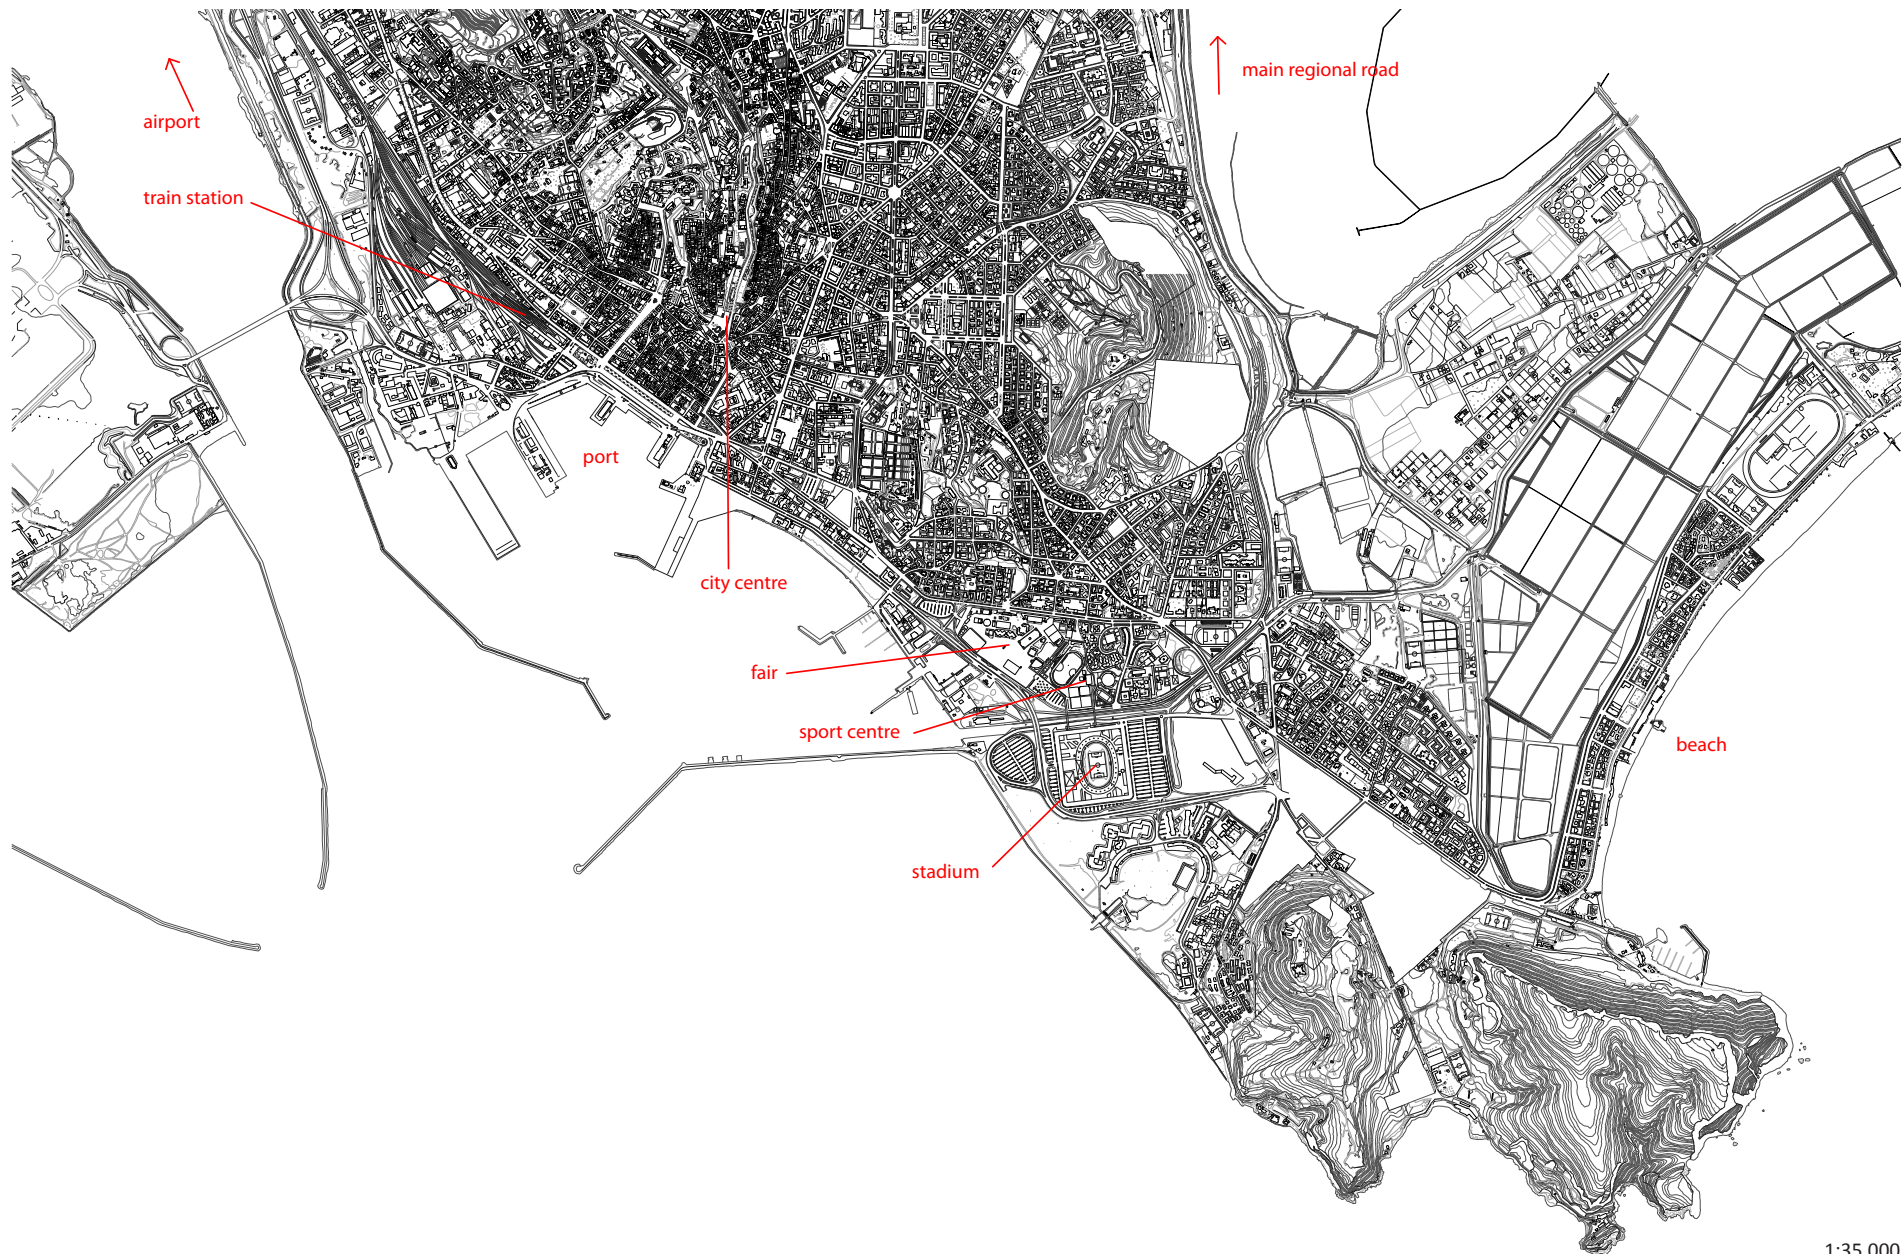 main regional road
airport
train station
port
city centre
fair
sport centre
beach
stadium
1:35.000